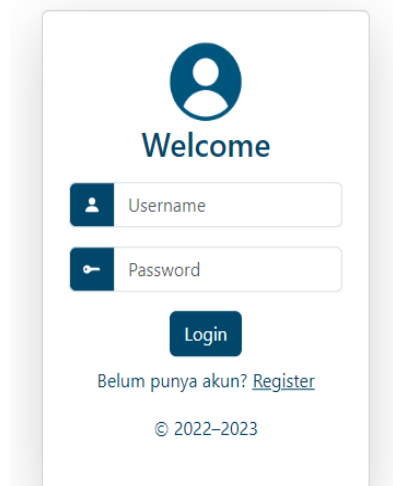 Welcome
Username
Password
Login
Belum punya akun? Register
© 2022–2023